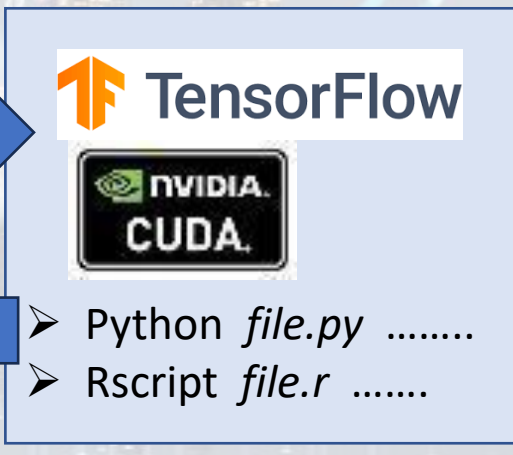 TensorFlow
NVIDIA.
CUDA.
➢ Python file.py ……..
➢ Rscript file.r …….